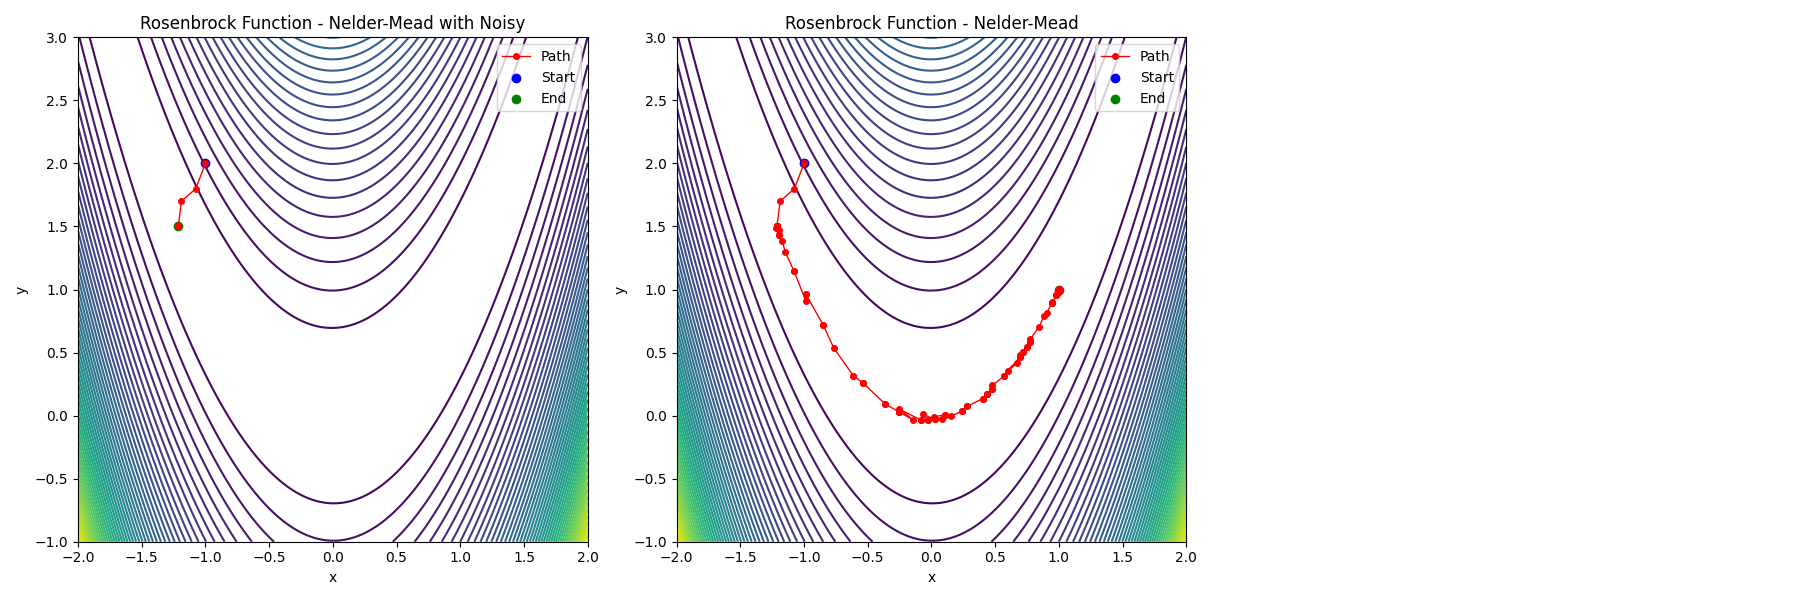 Rosenbrock Function - Nelder-Mead with Noisy
3.0
2.5
2.0
1.5
1.0
0.5
0.0
−0.5
−1.0
y
Path
Start
End
−2.0 −1.5 −1.0 −0.5 0.0 0.5 1.0 1.5 2.0
x
Rosenbrock Function - Nelder-Mead
3.0
2.5
2.0
1.5
1.0
0.5
0.0
−0.5
−1.0
y
Path
Start
End
−2.0 −1.5 −1.0 −0.5 0.0 0.5 1.0 1.5 2.0
x